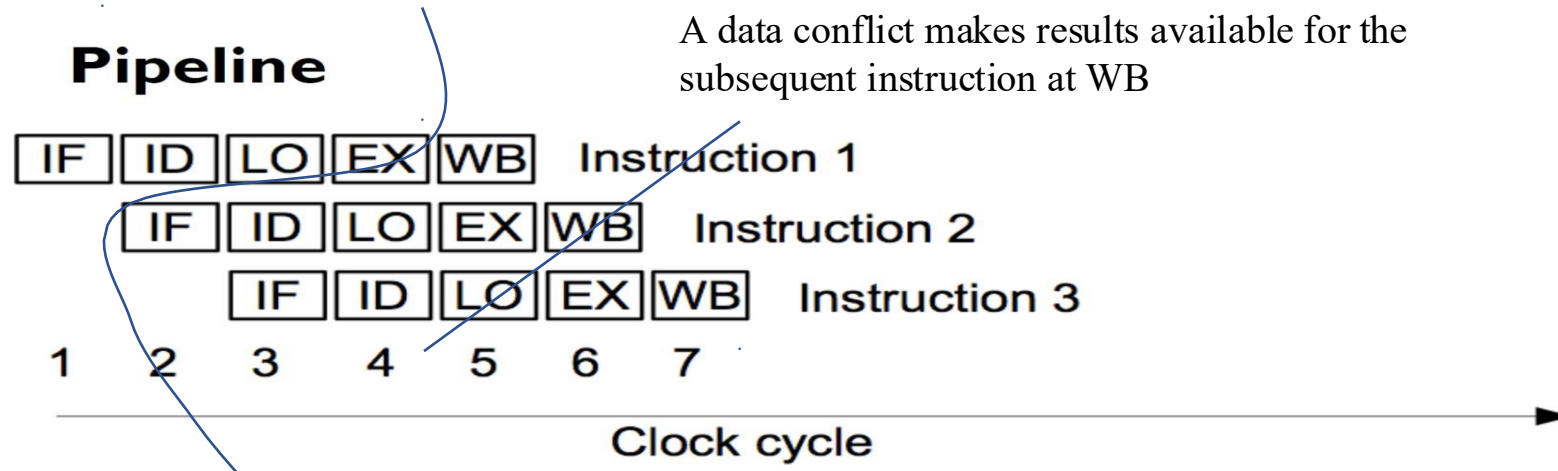 A data conflict makes results available for the
subsequent instruction at WB
Pipeline
IF ID LO EX WB Instruction 1
IF ID LO EX WB Instruction 2
IF ID LO EX WB Instruction 3
1 2 3 4 5 6 7
Clock cycle